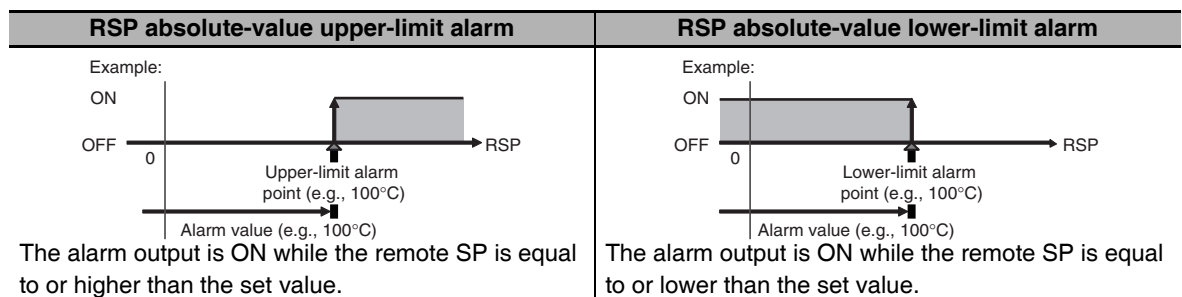 RSP absolute-value upper-limit alarm
Example:
ON
OFF
0
RSP
Upper-limit alarm
point (e.g., 100°C)
Alarm value (e.g., 100°C)
The alarm output is ON while the remote SP is equal
to or higher than the set value.
RSP absolute-value lower-limit alarm
Example:
ON
OFF
0
RSP
Lower-limit alarm
point (e.g., 100°C)
Alarm value (e.g., 100°C)
The alarm output is ON while the remote SP is equal
to or lower than the set value.